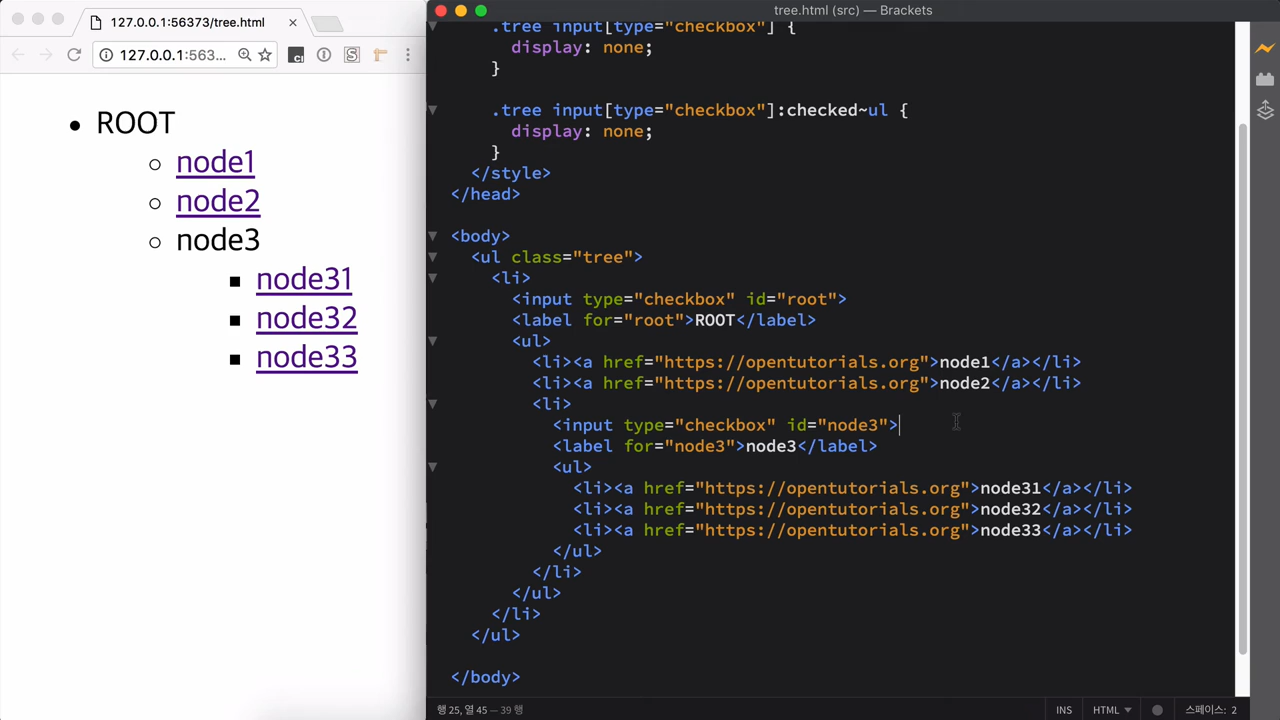 127.0.0.1:56373/tree.html
127.0.0.1:563...
ROOT
node1
node2
node3
node31
node32
node33
tree.html (src) — Brackets
.tree input[type="checkbox"] {
display: none;
}
.tree input[type="checkbox"]:checked~ul {
display: none;
}
</style>
</head>
<body>
<ul class="tree">
<li>
<input type="checkbox" id="root">
<label for="root">ROOT</label>
<ul>
<li><a href="https://opentutorials.org">node1</a></li>
<li><a href="https://opentutorials.org">node2</a></li>
<li>
<input type="checkbox" id="node3">
<label for="node3">node3</label>
<ul>
<li><a href="https://opentutorials.org">node31</a></li>
<li><a href="https://opentutorials.org">node32</a></li>
<li><a href="https://opentutorials.org">node33</a></li>
</ul>
</li>
</ul>
</li>
</ul>
</body>
행 25, 열 45 — 39 행
INS HTML 스페이스: 2